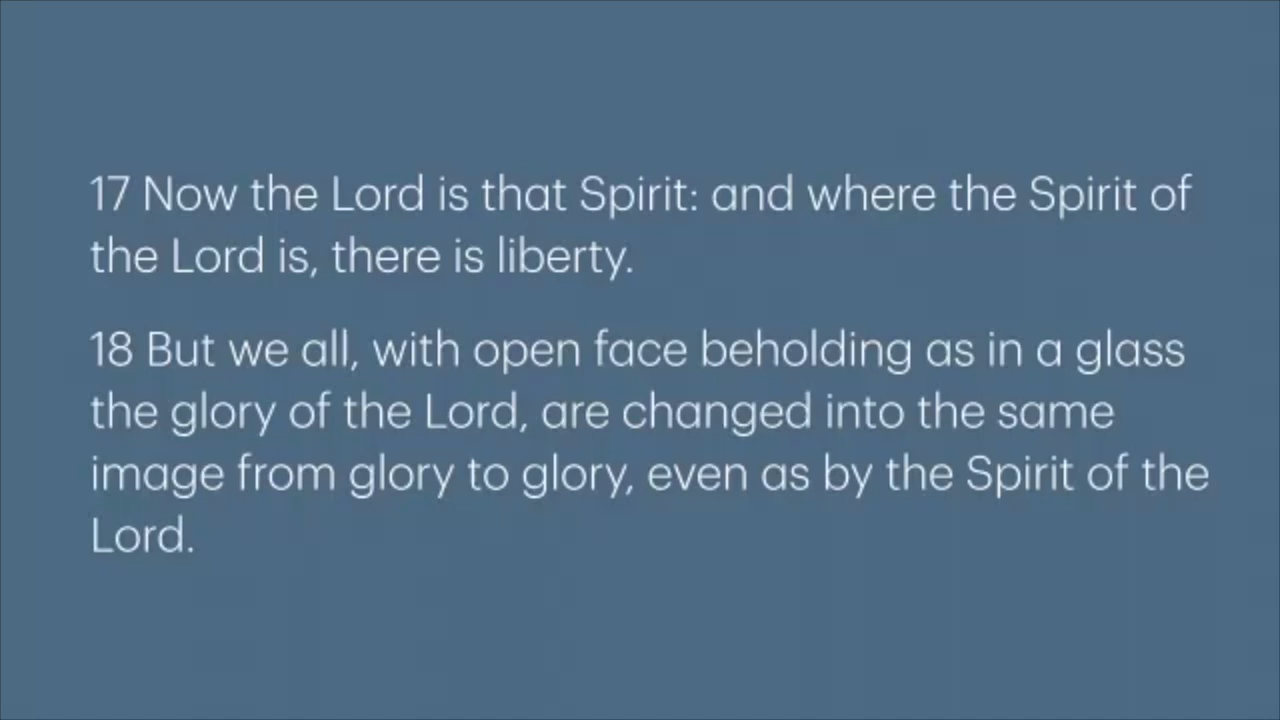 17 Now the Lord is that Spirit: and where the Spirit of
the Lord is, there is liberty.
18 But we all, with open face beholding as in a glass
the glory of the Lord, are changed into the same
image from glory to glory, even as by the Spirit of the
Lord.